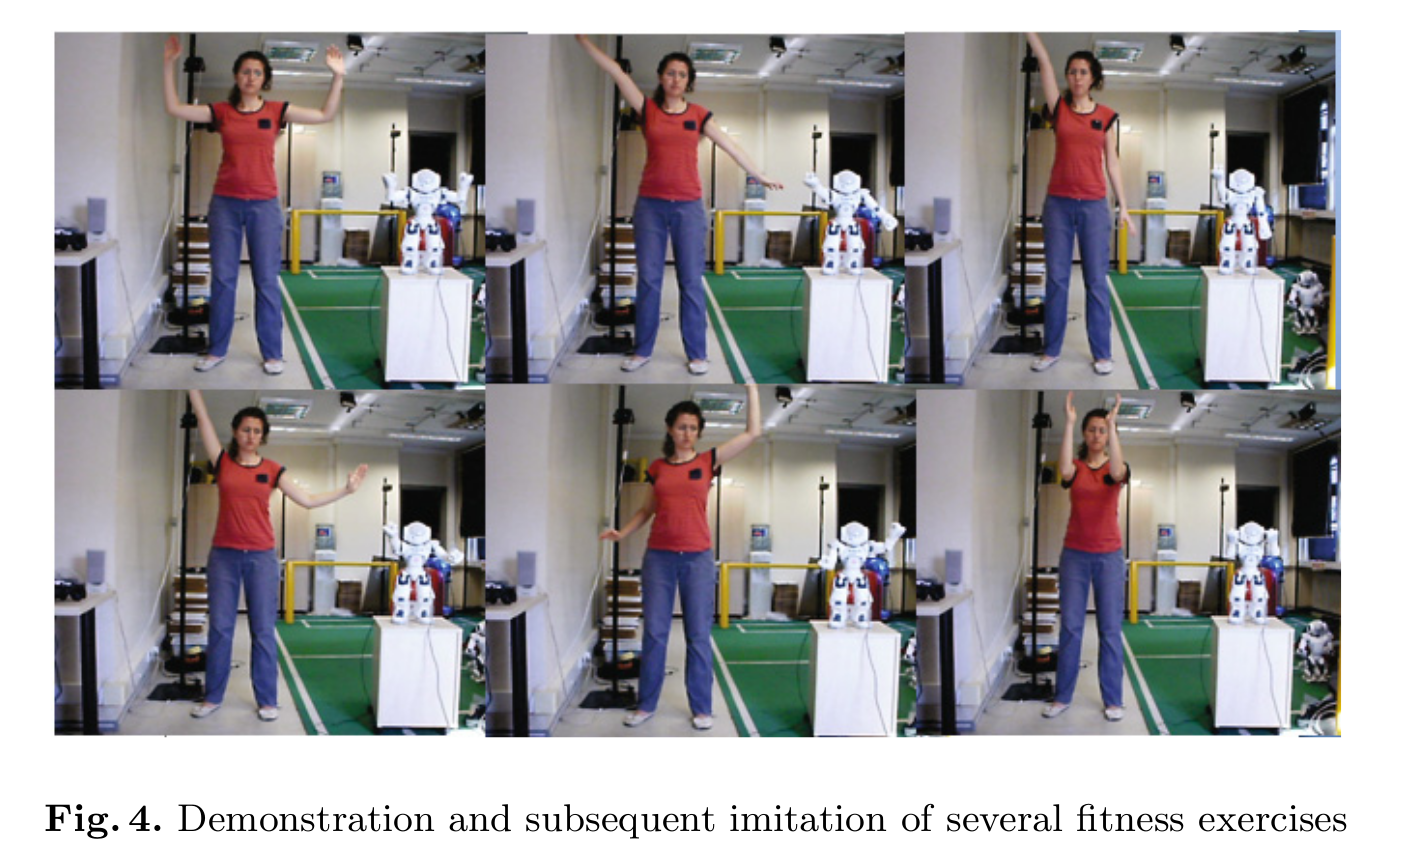 Fig. 4. Demonstration and subsequent imitation of several fitness exercises